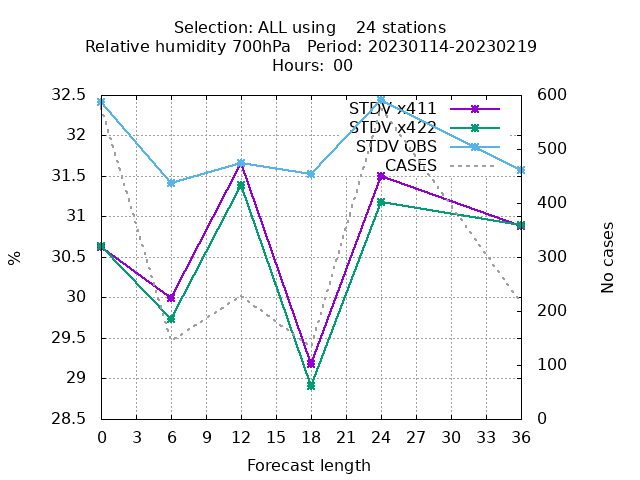 Selection: ALL using    24 stations
Relative humidity 700hPa   Period: 20230114-20230219
Hours:  00
STDV x411
STDV x422
STDV OBS
CASES
32.5
32
31.5
31
30.5
30
29.5
29
28.5
%
600
500
400
300
200
100
0
No cases
0 3 6 9 12 15 18 21 24 27 30 33 36
Forecast length